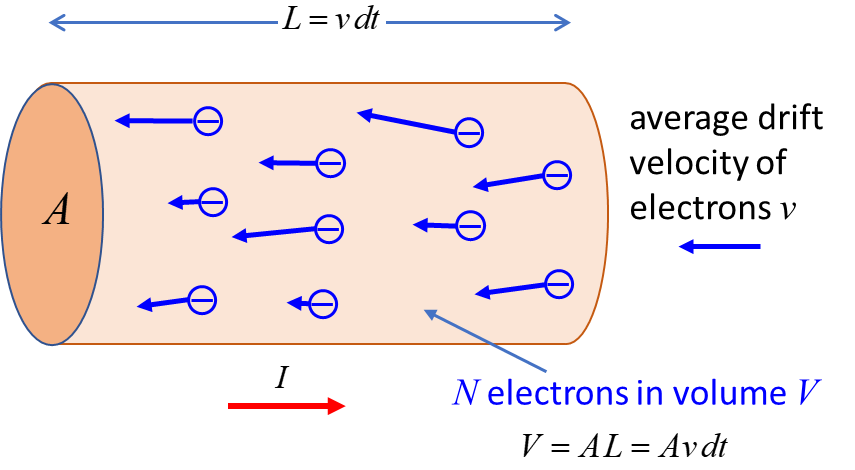 L = v dt
average drift
velocity of
electrons v
A
I
N electrons in volume V
V = AL = Av dt